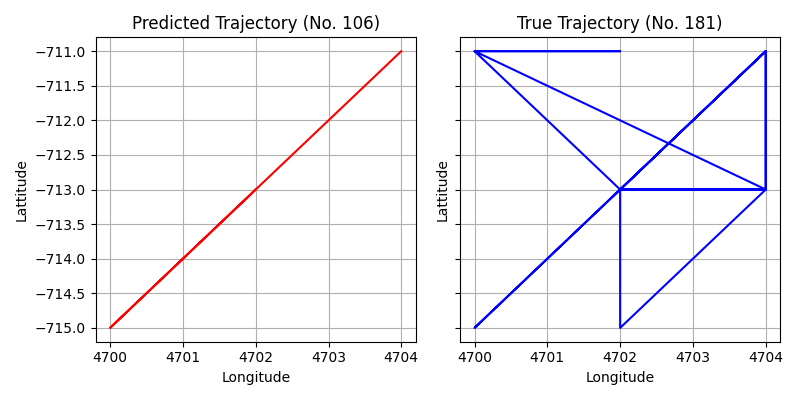 Predicted Trajectory (No. 106)
True Trajectory (No. 181)
Lattitude
−711.0
−711.5
−712.0
−712.5
−713.0
−713.5
−714.0
−714.5
−715.0
4700 4701 4702 4703 4704
Longitude
Lattitude
4700 4701 4702 4703 4704
Longitude